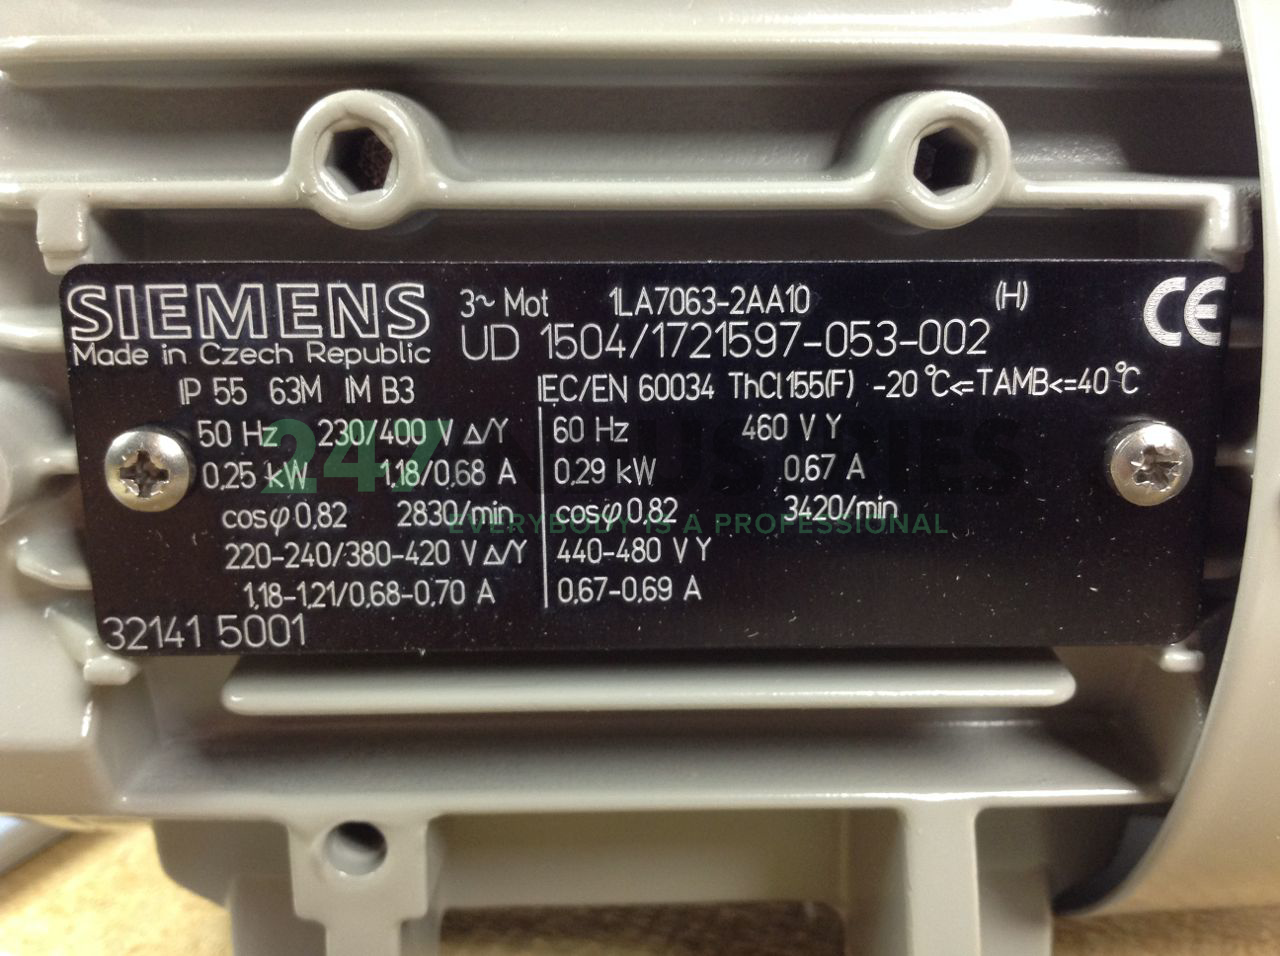 SIEMENS 3~ Mot 1LA7063-2AA10 (H) CE
Made in Czech Republic UD 1504/1721597-053-002
IP 55 63M IM B3 IEC/EN 60034 ThCl155(F) -20°C<=TAMB<=40°C
50 Hz 230/400 V Δ/Y 60 Hz 460 V Y
0,25 kW 1,18/0,68 A 0,29 kW 0,67 A
cosφ 0,82 2830/min cosφ 0,82 3420/min
220-240/380-420 V Δ/Y 440-480 V Y
1,18-1,21/0,68-0,70 A 0,67-0,69 A
32141 5001
247 INDUSTRIES
EVERYBODY IS A PROFESSIONAL